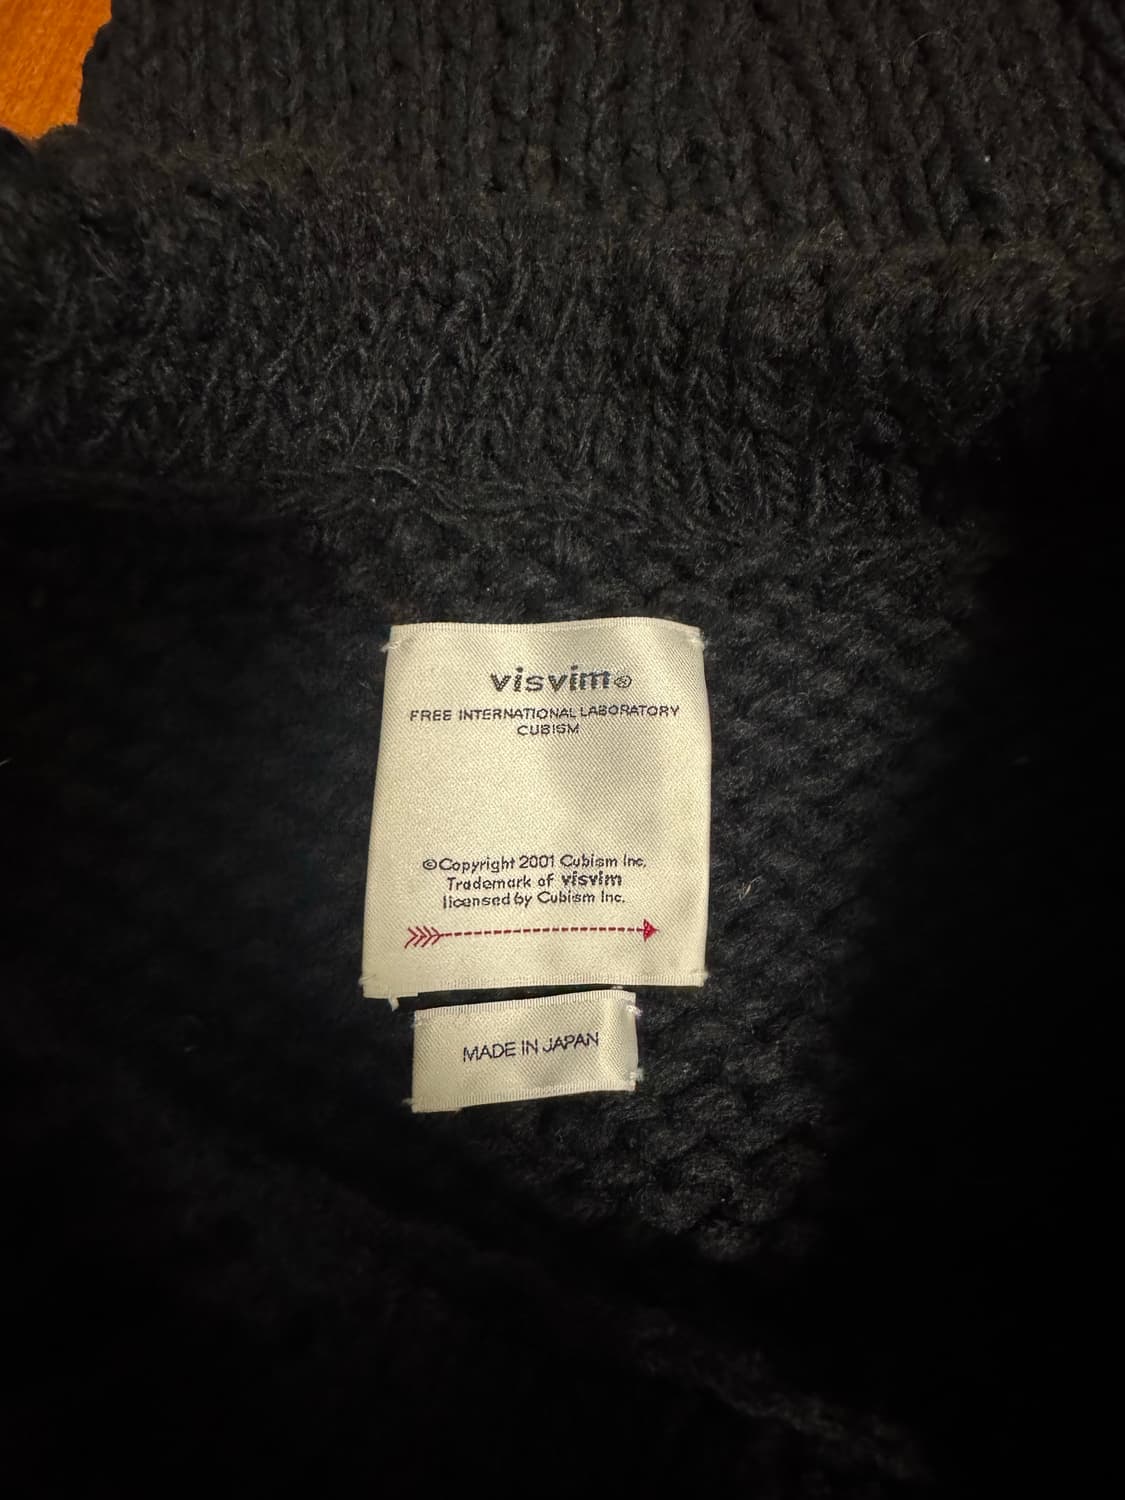 visvim®
FREE INTERNATIONAL LABORATORY
CUBISM
©Copyright 2001 Cubism Inc.
Trademark of visvim
licensed by Cubism Inc.
MADE IN JAPAN